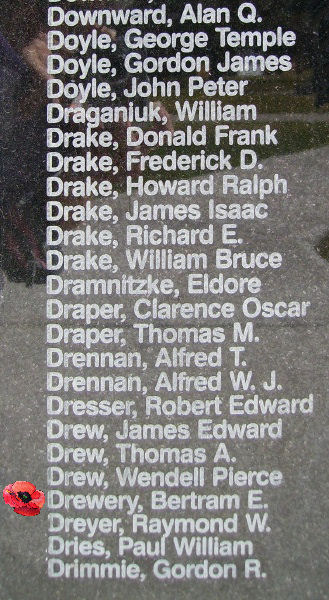 Downward, Alan Q.
Doyle, George Temple
Doyle, Gordon James
Doyle, John Peter
Draganiuk, William
Drake, Donald Frank
Drake, Frederick D.
Drake, Howard Ralph
Drake, James Isaac
Drake, Richard E.
Drake, William Bruce
Dramnitzke, Eldore
Draper, Clarence Oscar
Draper, Thomas M.
Drennan, Alfred T.
Drennan, Alfred W. J.
Dresser, Robert Edward
Drew, James Edward
Drew, Thomas A.
Drew, Wendell Pierce
Drewery, Bertram E.
Dreyer, Raymond W.
Dries, Paul William
Drimmie, Gordon R.